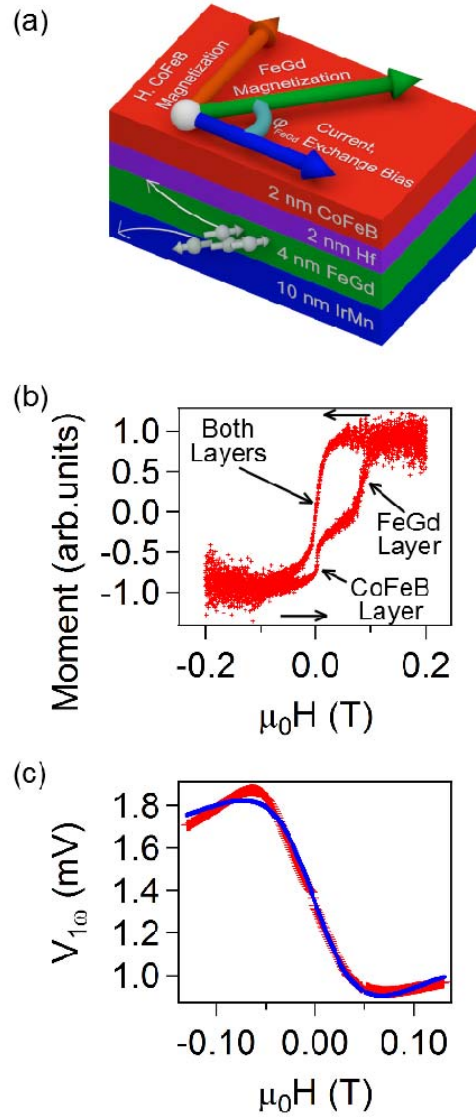 (a)
H, CoFeB
Magnetization
FeGd
Magnetization
φFeGd
Current,
Exchange Bias
2 nm CoFeB
2 nm Hf
4 nm FeGd
10 nm IrMn
(b)
Moment (arb.units)
1.0
0.5
0.0
-0.5
-1.0
Both
Layers
FeGd
Layer
CoFeB
Layer
-0.2 0.0 0.2
μ0H (T)
(c)
V1ω (mV)
1.8
1.6
1.4
1.2
1.0
-0.10 0.00 0.10
μ0H (T)